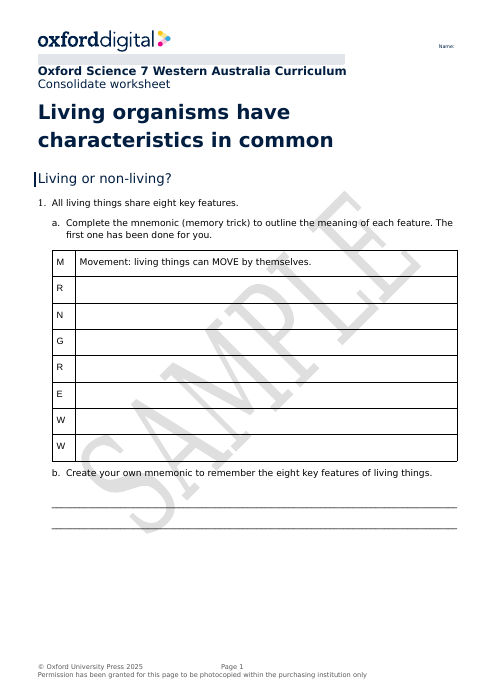 oxforddigital
Name:
Oxford Science 7 Western Australia Curriculum
Consolidate worksheet
Living organisms have
characteristics in common
Living or non-living?
1. All living things share eight key features.
a. Complete the mnemonic (memory trick) to outline the meaning of each feature. The
first one has been done for you.
M Movement: living things can MOVE by themselves.
R
N
G
R
E
W
W
SAMPLE
b. Create your own mnemonic to remember the eight key features of living things.
© Oxford University Press 2025 Page 1
Permission has been granted for this page to be photocopied within the purchasing institution only